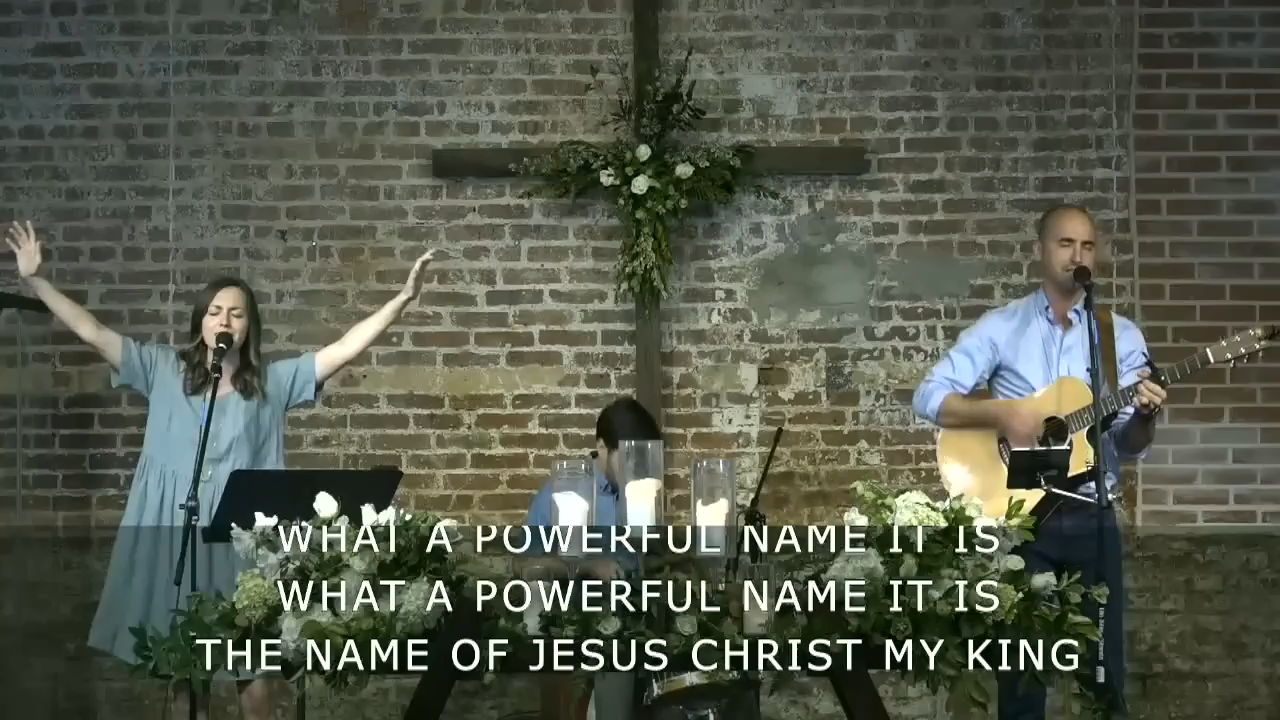 WHAT A POWERFUL NAME IT IS
WHAT A POWERFUL NAME IT IS
THE NAME OF JESUS CHRIST MY KING